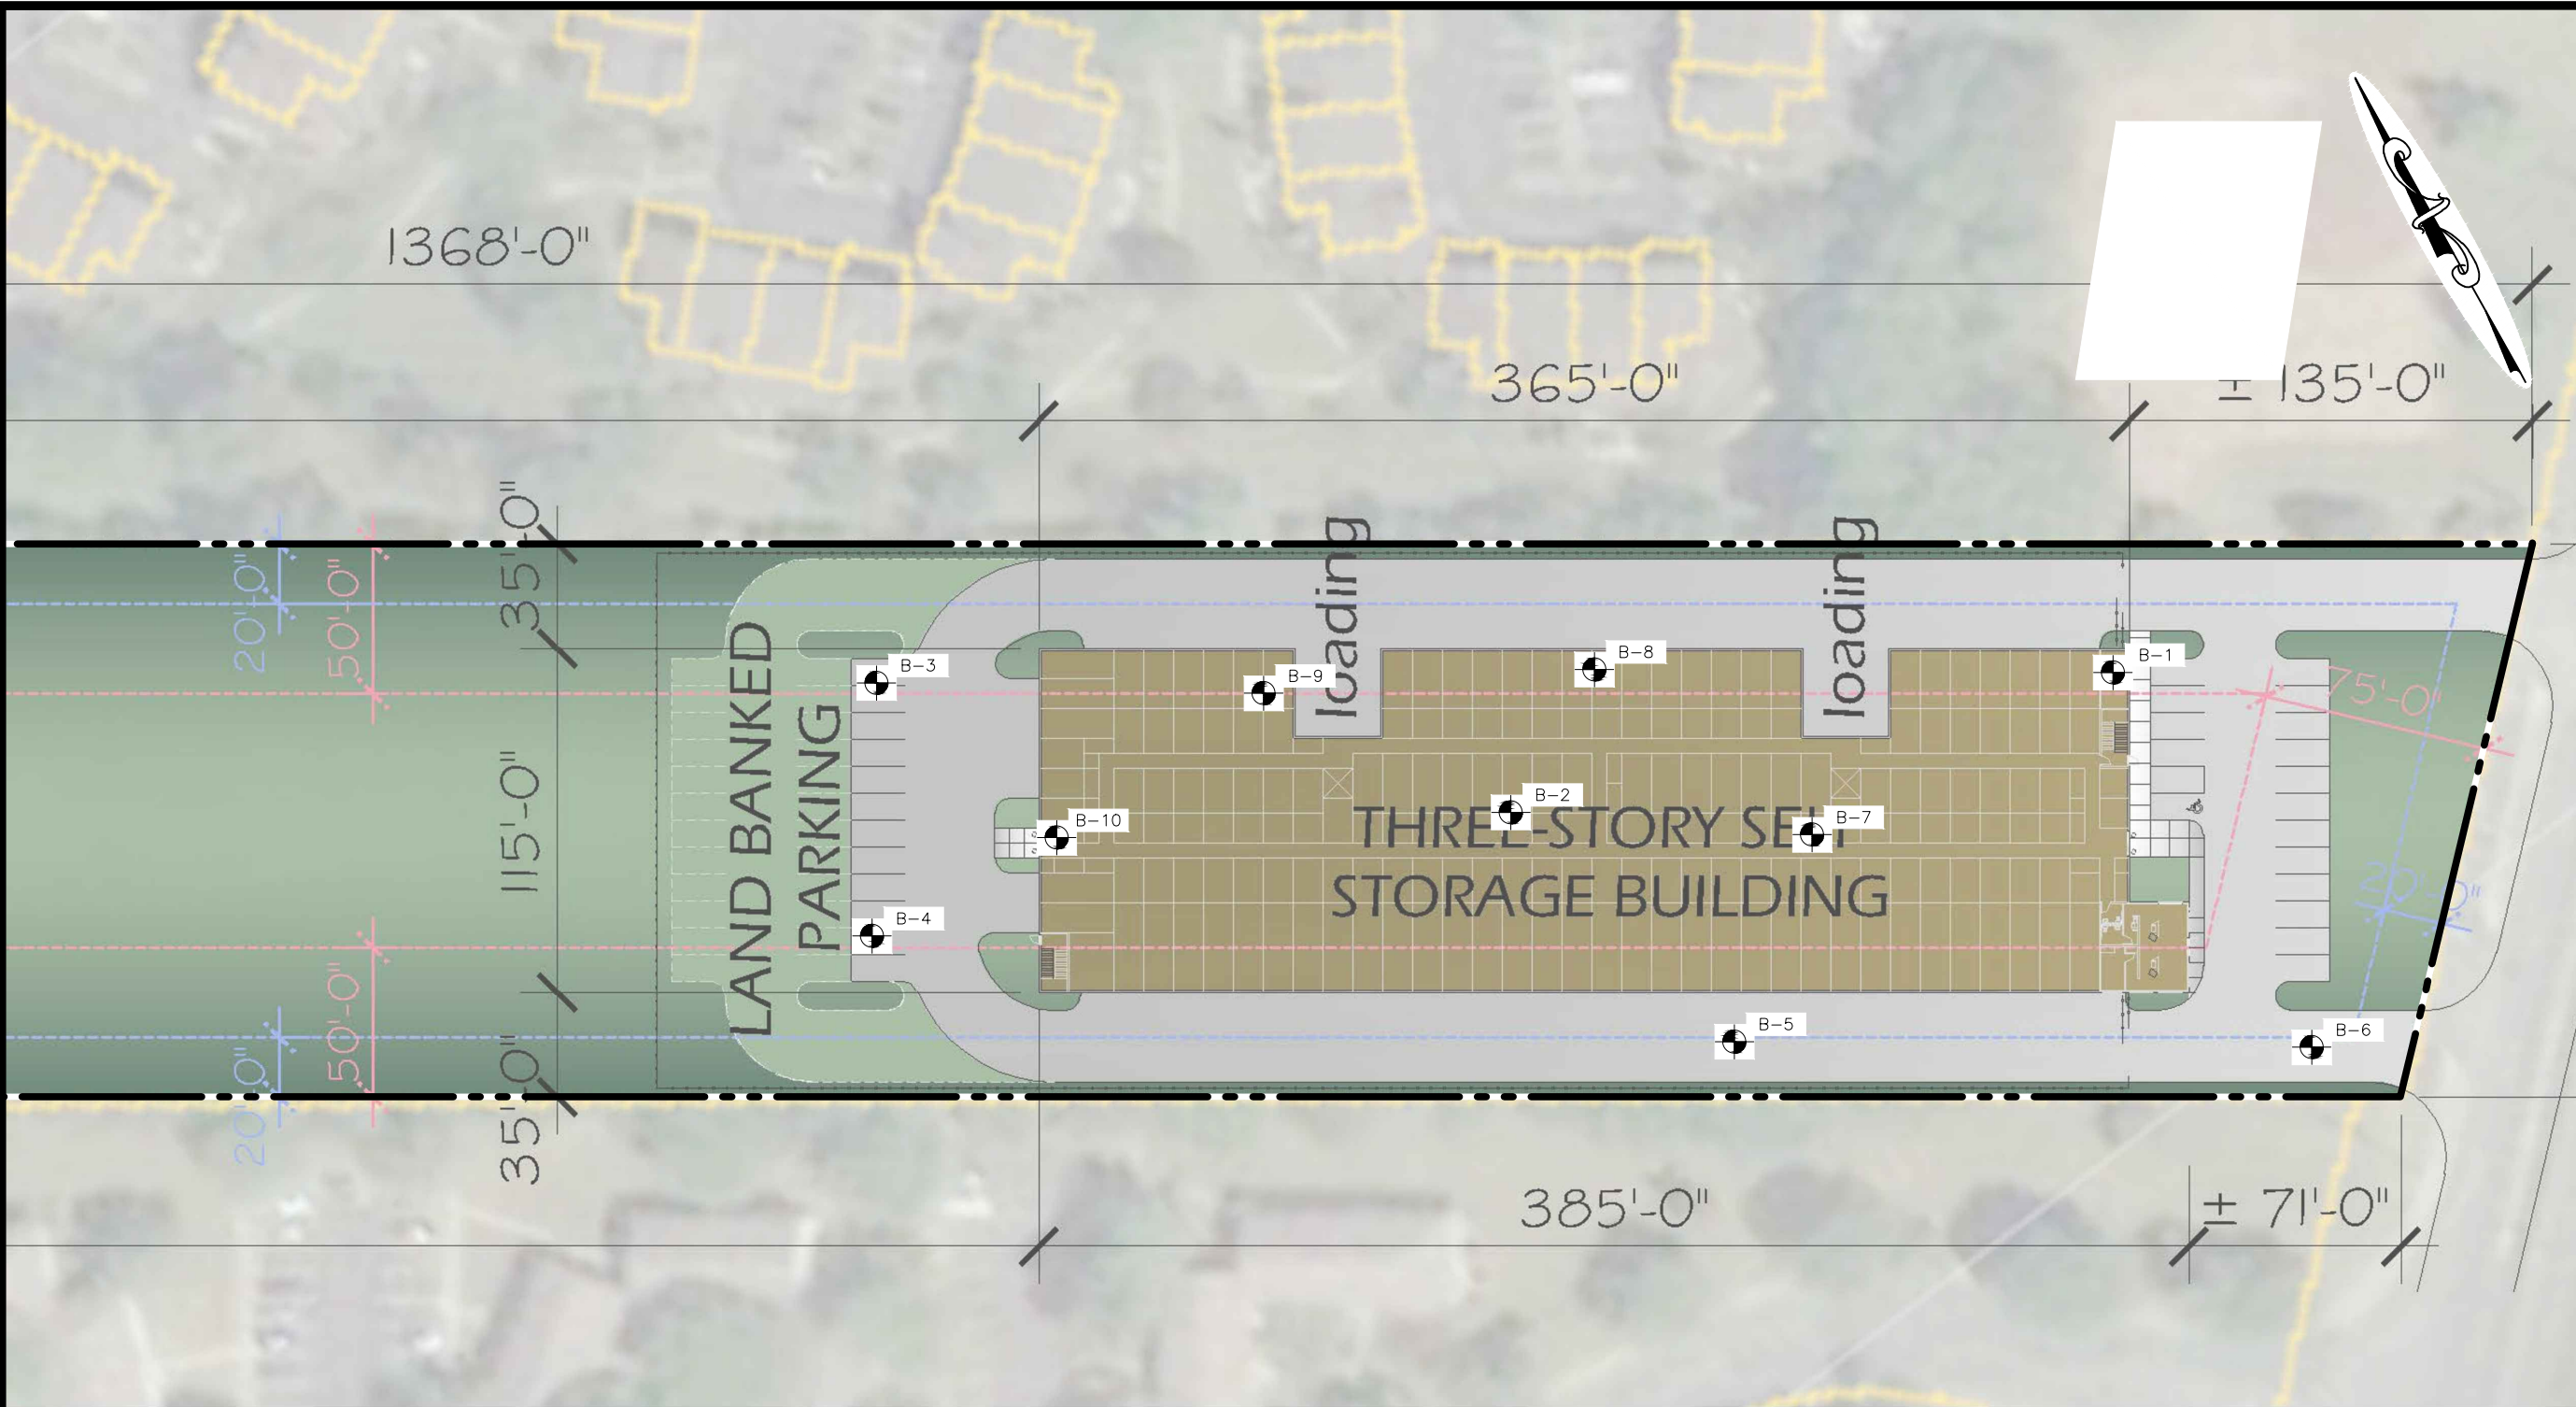 1368'-0"
365'-0"
± 135'-0"
35'-0"
20'-0"
50'-0"
loading
loading
B-3
B-9
B-8
B-1
75'-0"
LAND BANKED
PARKING
115'-0"
B-10
B-2
B-7
THREE-STORY SELF
STORAGE BUILDING
20'-0"
B-4
B-5
B-6
50'-0"
20'-0"
35'-0"
385'-0"
± 71'-0"